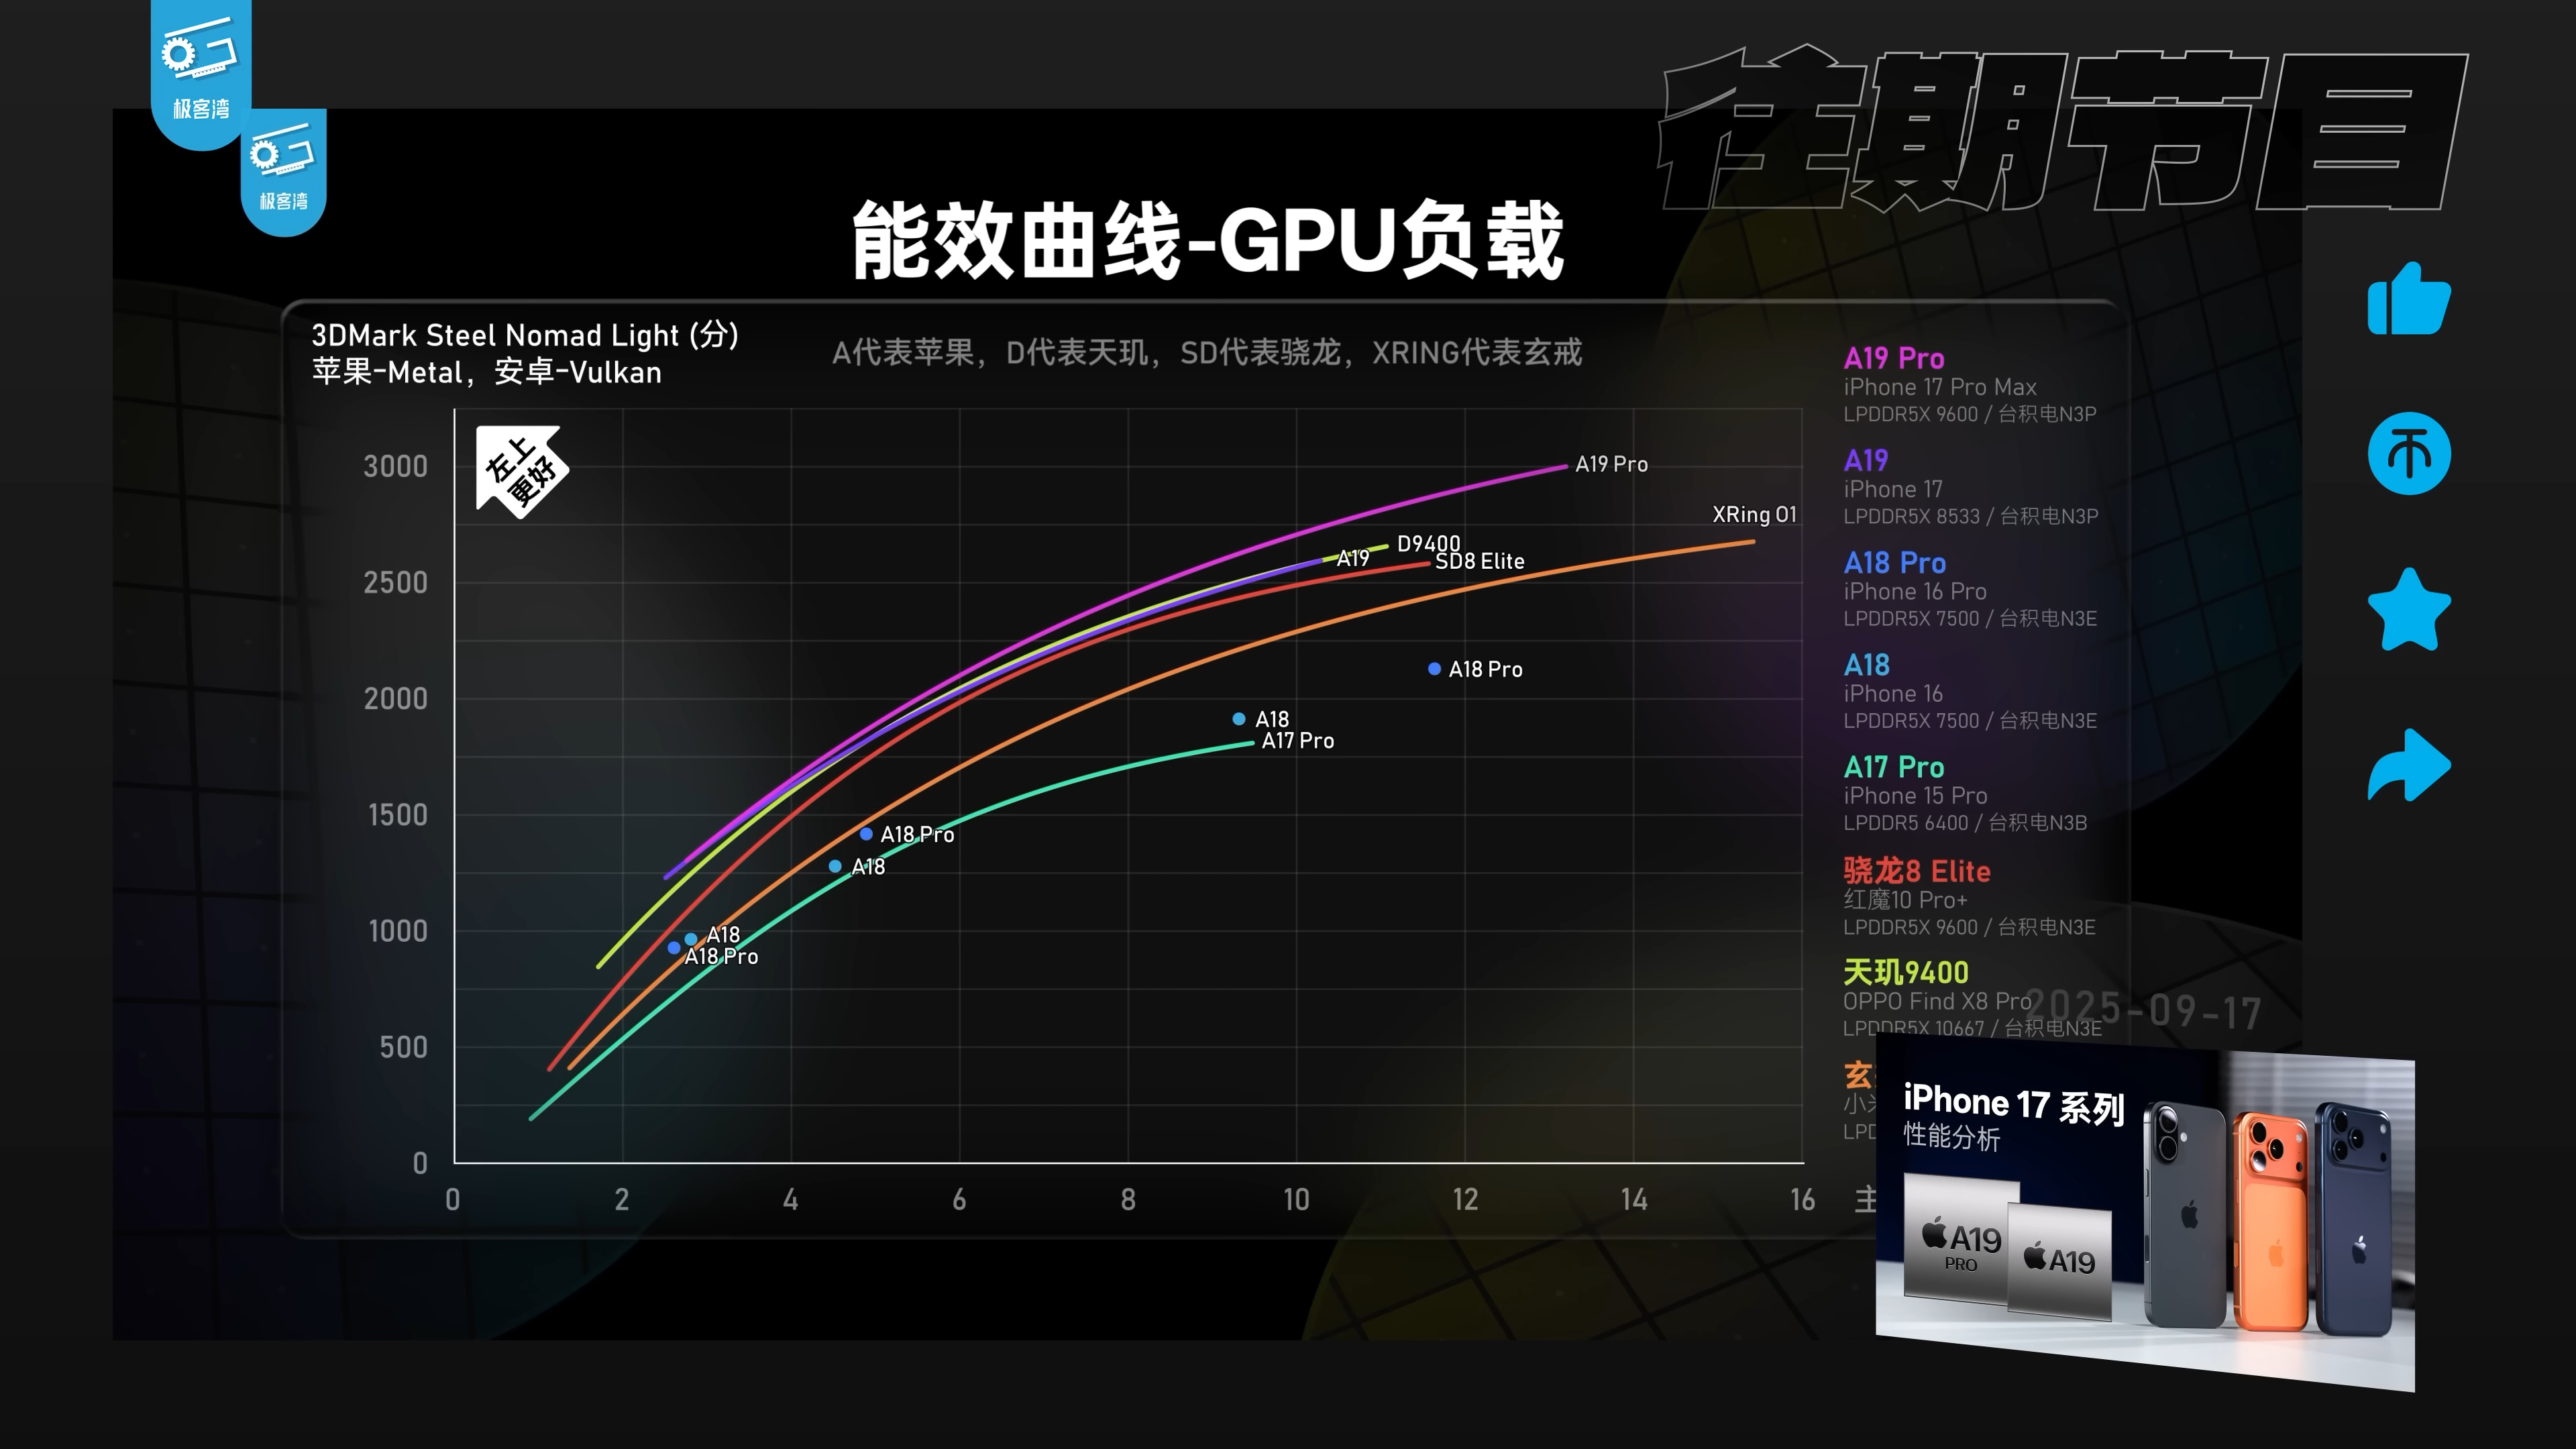 极客湾
极客湾
往期节目
能效曲线-GPU负载
3DMark Steel Nomad Light (分)
苹果-Metal，安卓-Vulkan
A代表苹果，D代表天玑，SD代表骁龙，XRING代表玄戒
左上
更好
3000
2500
2000
1500
1000
500
0
0
2
4
6
8
10
12
14
16
主
A19 Pro
XRing O1
D9400
A19
SD8 Elite
A18 Pro
A18
A17 Pro
A18 Pro
A18
A18
A18 Pro
A19 Pro
iPhone 17 Pro Max
LPDDR5X 9600 / 台积电N3P
A19
iPhone 17
LPDDR5X 8533 / 台积电N3P
A18 Pro
iPhone 16 Pro
LPDDR5X 7500 / 台积电N3E
A18
iPhone 16
LPDDR5X 7500 / 台积电N3E
A17 Pro
iPhone 15 Pro
LPDDR5 6400 / 台积电N3B
骁龙8 Elite
红魔10 Pro+
LPDDR5X 9600 / 台积电N3E
天玑9400
OPPO Find X8 Pro
LPDDR5X 10667 / 台积电N3E
2025-09-17
玄
小
LPD
iPhone 17 系列
性能分析
A19
PRO
A19